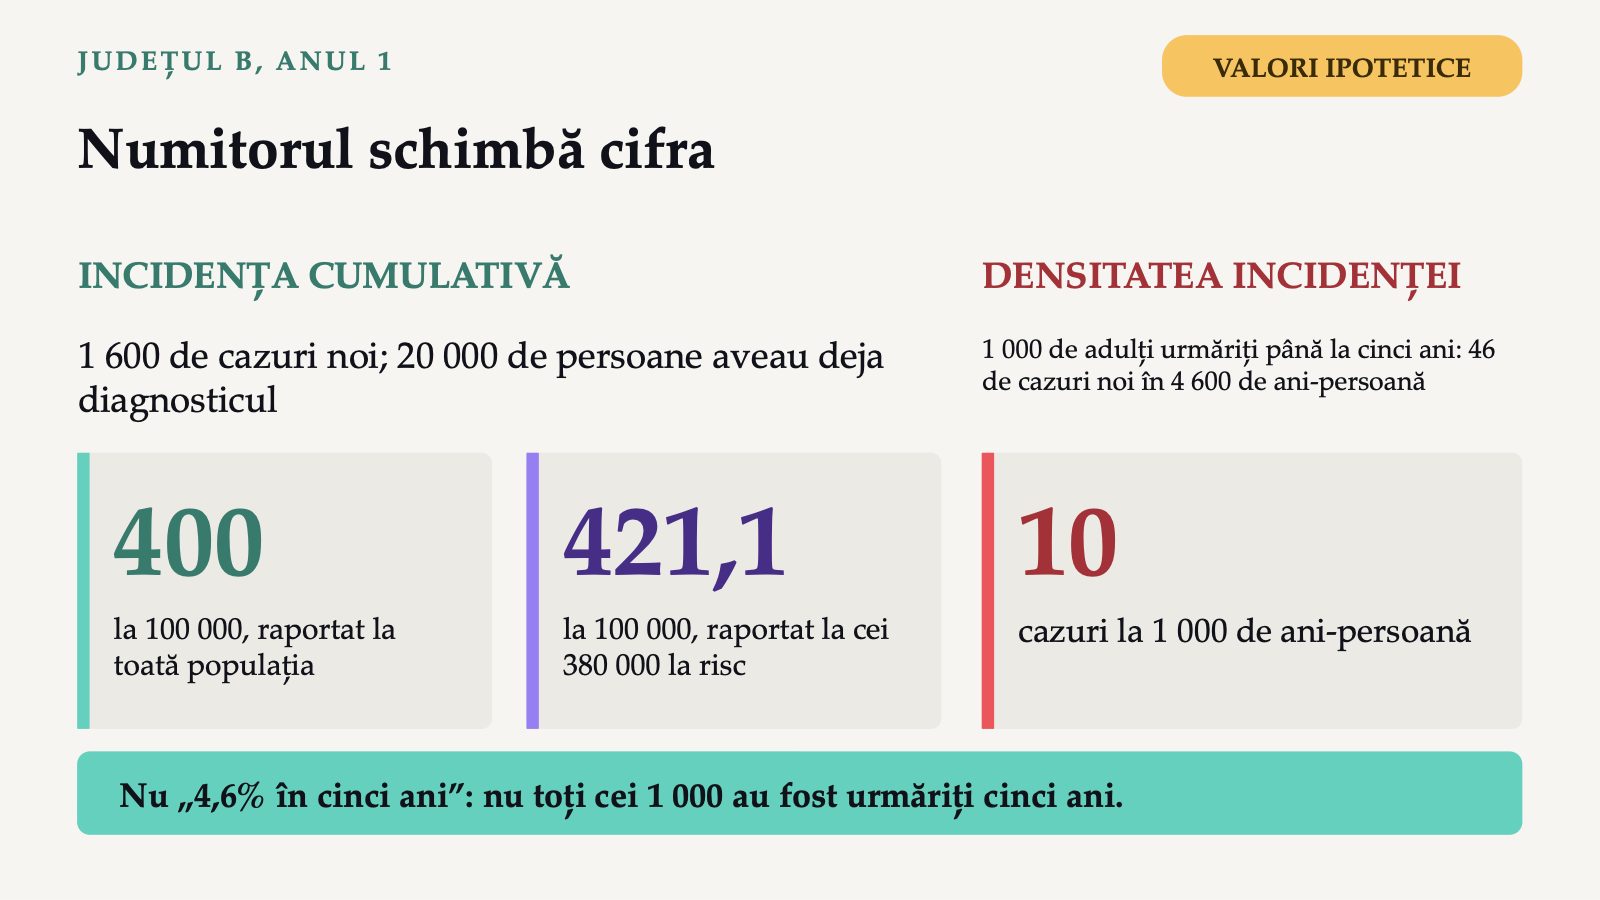 JUDEȚUL B, ANUL 1
VALORI IPOTETICE
Numitorul schimbă cifra
INCIDENȚA CUMULATIVĂ
1 600 de cazuri noi; 20 000 de persoane aveau deja
diagnosticul
400
la 100 000, raportat la
toată populația
421,1
la 100 000, raportat la cei
380 000 la risc
DENSITATEA INCIDENȚEI
1 000 de adulți urmăriți până la cinci ani: 46
de cazuri noi în 4 600 de ani-persoană
10
cazuri la 1 000 de ani-persoană
Nu „4,6% în cinci ani”: nu toți cei 1 000 au fost urmăriți cinci ani.